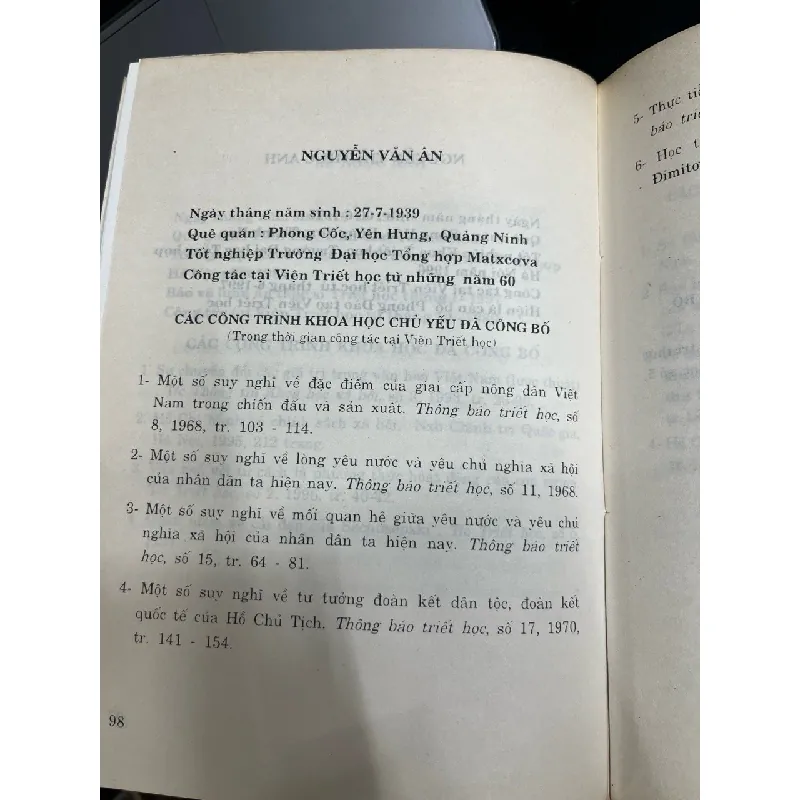 NGUYỄN VĂN ÂN
Ngày tháng năm sinh : 27-7-1939
Quê quán : Phong Cốc, Yên Hưng, Quảng Ninh
Tốt nghiệp Trường Đại học Tổng hợp Matxcova
Công tác tại Viện Triết học từ những năm 60
CÁC CÔNG TRÌNH KHOA HỌC CHỦ YẾU ĐÃ CÔNG BỐ
(Trong thời gian công tác tại Viện Triết học)
1- Một số suy nghĩ về đặc điểm của giai cấp nông dân Việt
Nam trong chiến đấu và sản xuất. Thông báo triết học, số
8, 1968, tr. 103 - 114.
2- Một số suy nghĩ về lòng yêu nước và yêu chủ nghĩa xã hội
của nhân dân ta hiện nay. Thông báo triết học, số 11, 1968.
3- Một số suy nghĩ về mối quan hệ giữa yêu nước và yêu chủ
nghĩa xã hội của nhân dân ta hiện nay. Thông báo triết
học, số 15, tr. 64 - 81.
4- Một số suy nghĩ về tư tưởng đoàn kết dân tộc, đoàn kết
quốc tế của Hồ Chủ Tịch. Thông báo triết học, số 17, 1970,
tr. 141 - 154.
98
5- Thực
báo
6- Học